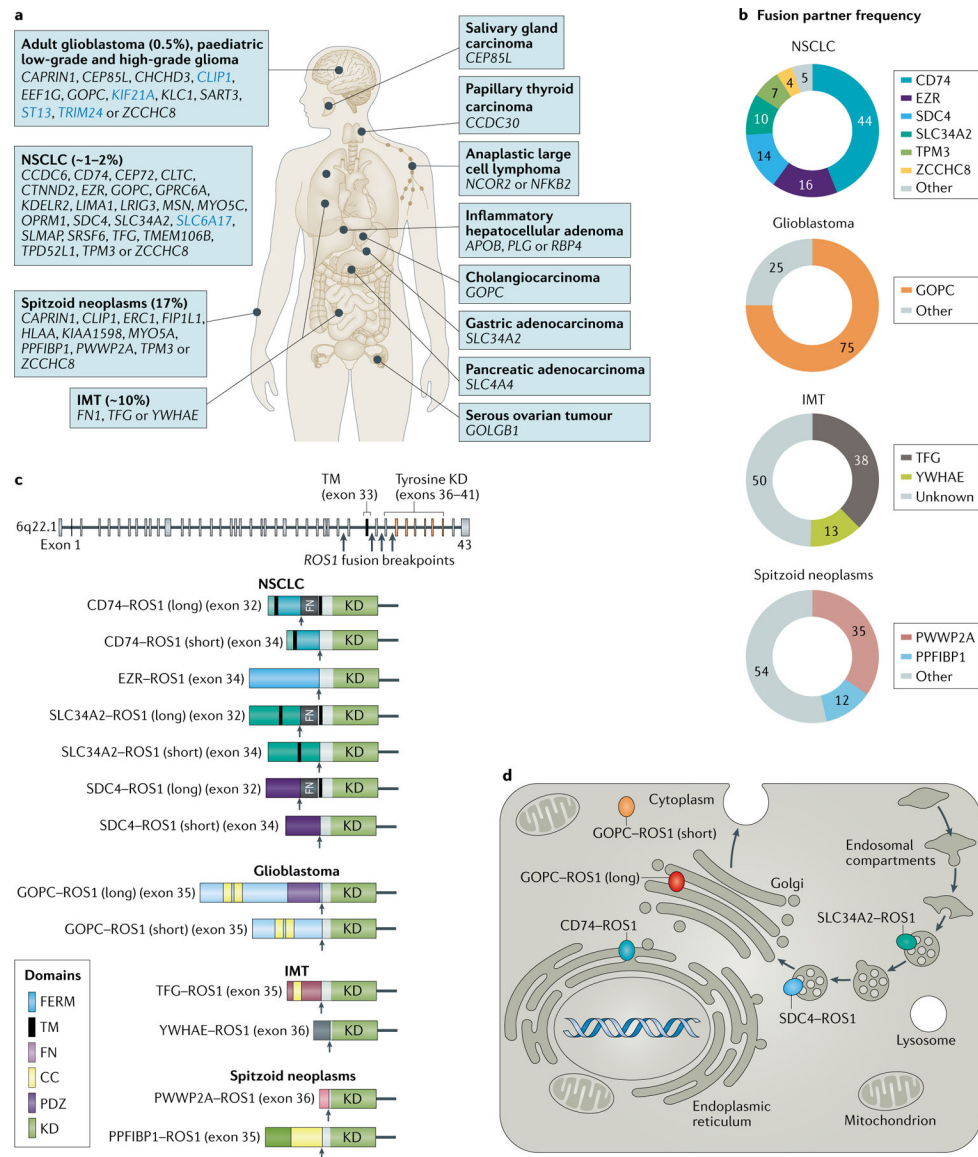 a
Adult glioblastoma (0.5%), paediatric
low-grade and high-grade glioma
CAPRIN1, CEP85L, CHCHD3, CLIP1,
EEF1G, GOPC, KIF21A, KLC1, SART3,
ST13, TRIM24 or ZCCHC8
NSCLC (~1–2%)
CCDC6, CD74, CEP72, CLTC,
CTNND2, EZR, GOPC, GPRC6A,
KDELR2, LIMA1, LRIG3, MSN, MYO5C,
OPRM1, SDC4, SLC34A2, SLC6A17,
SLMAP, SRSF6, TFG, TMEM106B,
TPD52L1, TPM3 or ZCCHC8
Spitzoid neoplasms (17%)
CAPRIN1, CLIP1, ERC1, FIP1L1,
HLAA, KIAA1598, MYO5A,
PPFIBP1, PWWP2A, TPM3 or
ZCCHC8
IMT (~10%)
FN1, TFG or YWHAE
Salivary gland
carcinoma
CEP85L
Papillary thyroid
carcinoma
CCDC30
Anaplastic large
cell lymphoma
NCOR2 or NFKB2
Inflammatory
hepatocellular adenoma
APOB, PLG or RBP4
Cholangiocarcinoma
GOPC
Gastric adenocarcinoma
SLC34A2
Pancreatic adenocarcinoma
SLC4A4
Serous ovarian tumour
GOLGB1
b Fusion partner frequency
NSCLC
44
16
14
10
7
4
5
CD74
EZR
SDC4
SLC34A2
TPM3
ZCCHC8
Other
Glioblastoma
25
75
GOPC
Other
IMT
38
13
50
TFG
YWHAE
Unknown
Spitzoid neoplasms
35
12
54
PWWP2A
PPFIBP1
Other
c
TM
(exon 33)
Tyrosine KD
(exons 36–41)
6q22.1
Exon 1
43
ROS1 fusion breakpoints
NSCLC
CD74–ROS1 (long) (exon 32) FN KD
CD74–ROS1 (short) (exon 34) KD
EZR–ROS1 (exon 34) KD
SLC34A2–ROS1 (long) (exon 32) FN KD
SLC34A2–ROS1 (short) (exon 34) KD
SDC4–ROS1 (long) (exon 32) FN KD
SDC4–ROS1 (short) (exon 34) KD
Glioblastoma
GOPC–ROS1 (long) (exon 35) KD
GOPC–ROS1 (short) (exon 35) KD
IMT
TFG–ROS1 (exon 35) KD
YWHAE–ROS1 (exon 36) KD
Spitzoid neoplasms
PWWP2A–ROS1 (exon 36) KD
PPFIBP1–ROS1 (exon 35) KD
Domains
FERM
TM
FN
CC
PDZ
KD
d
Cytoplasm
GOPC–ROS1 (short)
GOPC–ROS1 (long)
Golgi
CD74–ROS1
Endosomal
compartments
SLC34A2–ROS1
SDC4–ROS1
Lysosome
Endoplasmic
reticulum
Mitochondrion